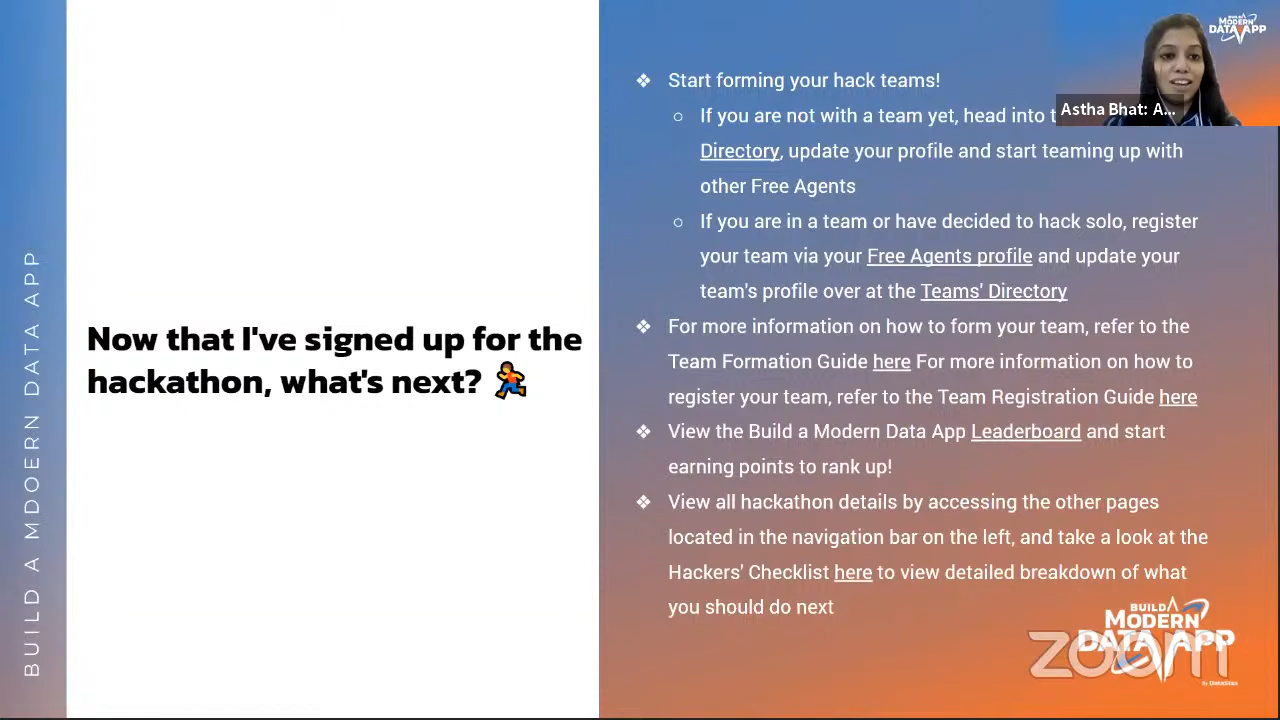 BUILD A MDOERN DATA APP
Now that I've signed up for the
hackathon, what's next?
❖ Start forming your hack teams!
○ If you are not with a team yet, head into
Directory, update your profile and start teaming up with
other Free Agents
○ If you are in a team or have decided to hack solo, register
your team via your Free Agents profile and update your
team's profile over at the Teams' Directory
❖ For more information on how to form your team, refer to the
Team Formation Guide here For more information on how to
register your team, refer to the Team Registration Guide here
❖ View the Build a Modern Data App Leaderboard and start
earning points to rank up!
❖ View all hackathon details by accessing the other pages
located in the navigation bar on the left, and take a look at the
Hackers' Checklist here to view detailed breakdown of what
you should do next
BUILD A
MODERN
DATA APP
Astha Bhat: A...
BUILD A
MODERN
DATA APP
By DataStax
zoom